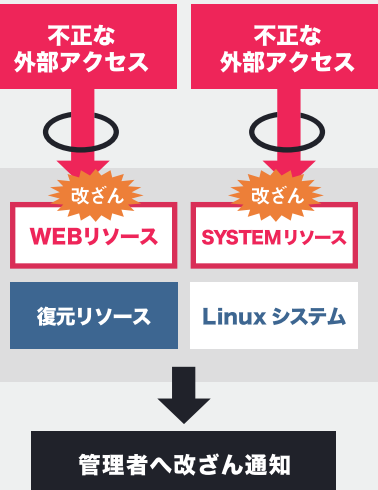 不正な
外部アクセス
不正な
外部アクセス
改ざん
改ざん
WEBリソース
SYSTEMリソース
復元リソース
Linux システム
管理者へ改ざん通知